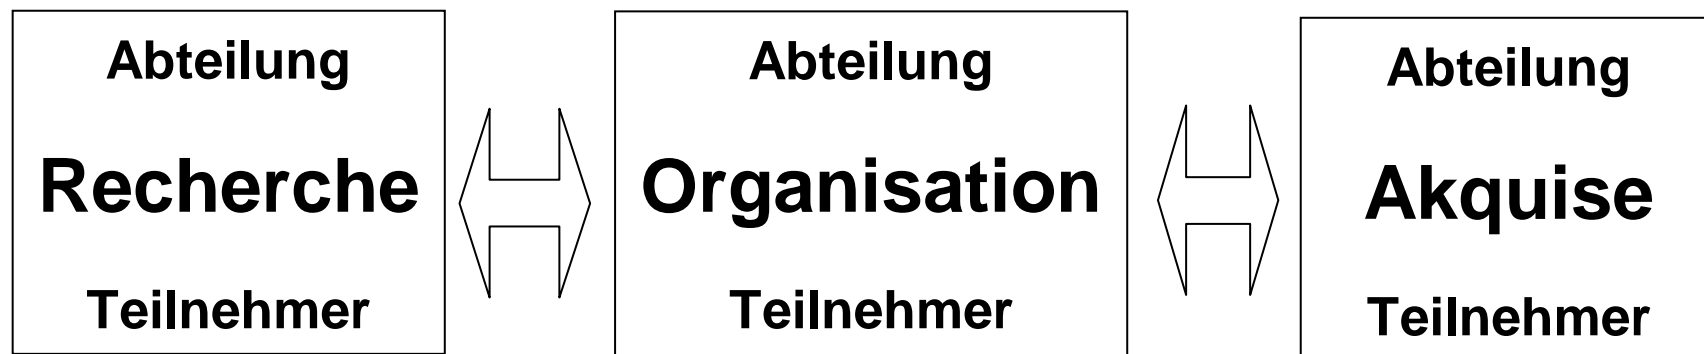 Abteilung
Recherche
Teilnehmer
Abteilung
Organisation
Teilnehmer
Abteilung
Akquise
Teilnehmer